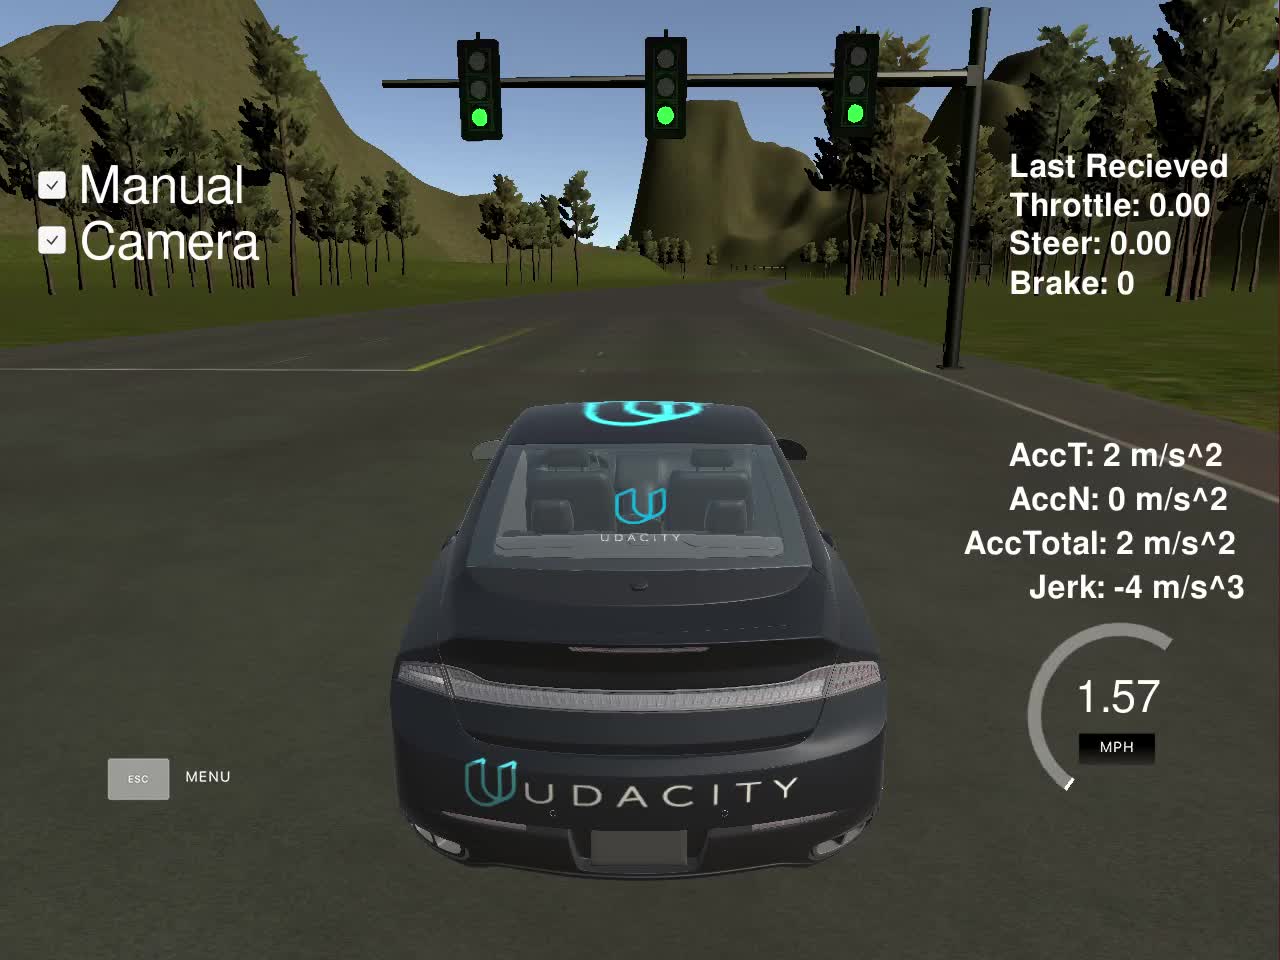 Manual
Camera
Last Recieved
Throttle: 0.00
Steer: 0.00
Brake: 0
AccT: 2 m/s^2
AccN: 0 m/s^2
AccTotal: 2 m/s^2
Jerk: -4 m/s^3
UDACITY
1.57
MPH
ESC MENU
UDACITY